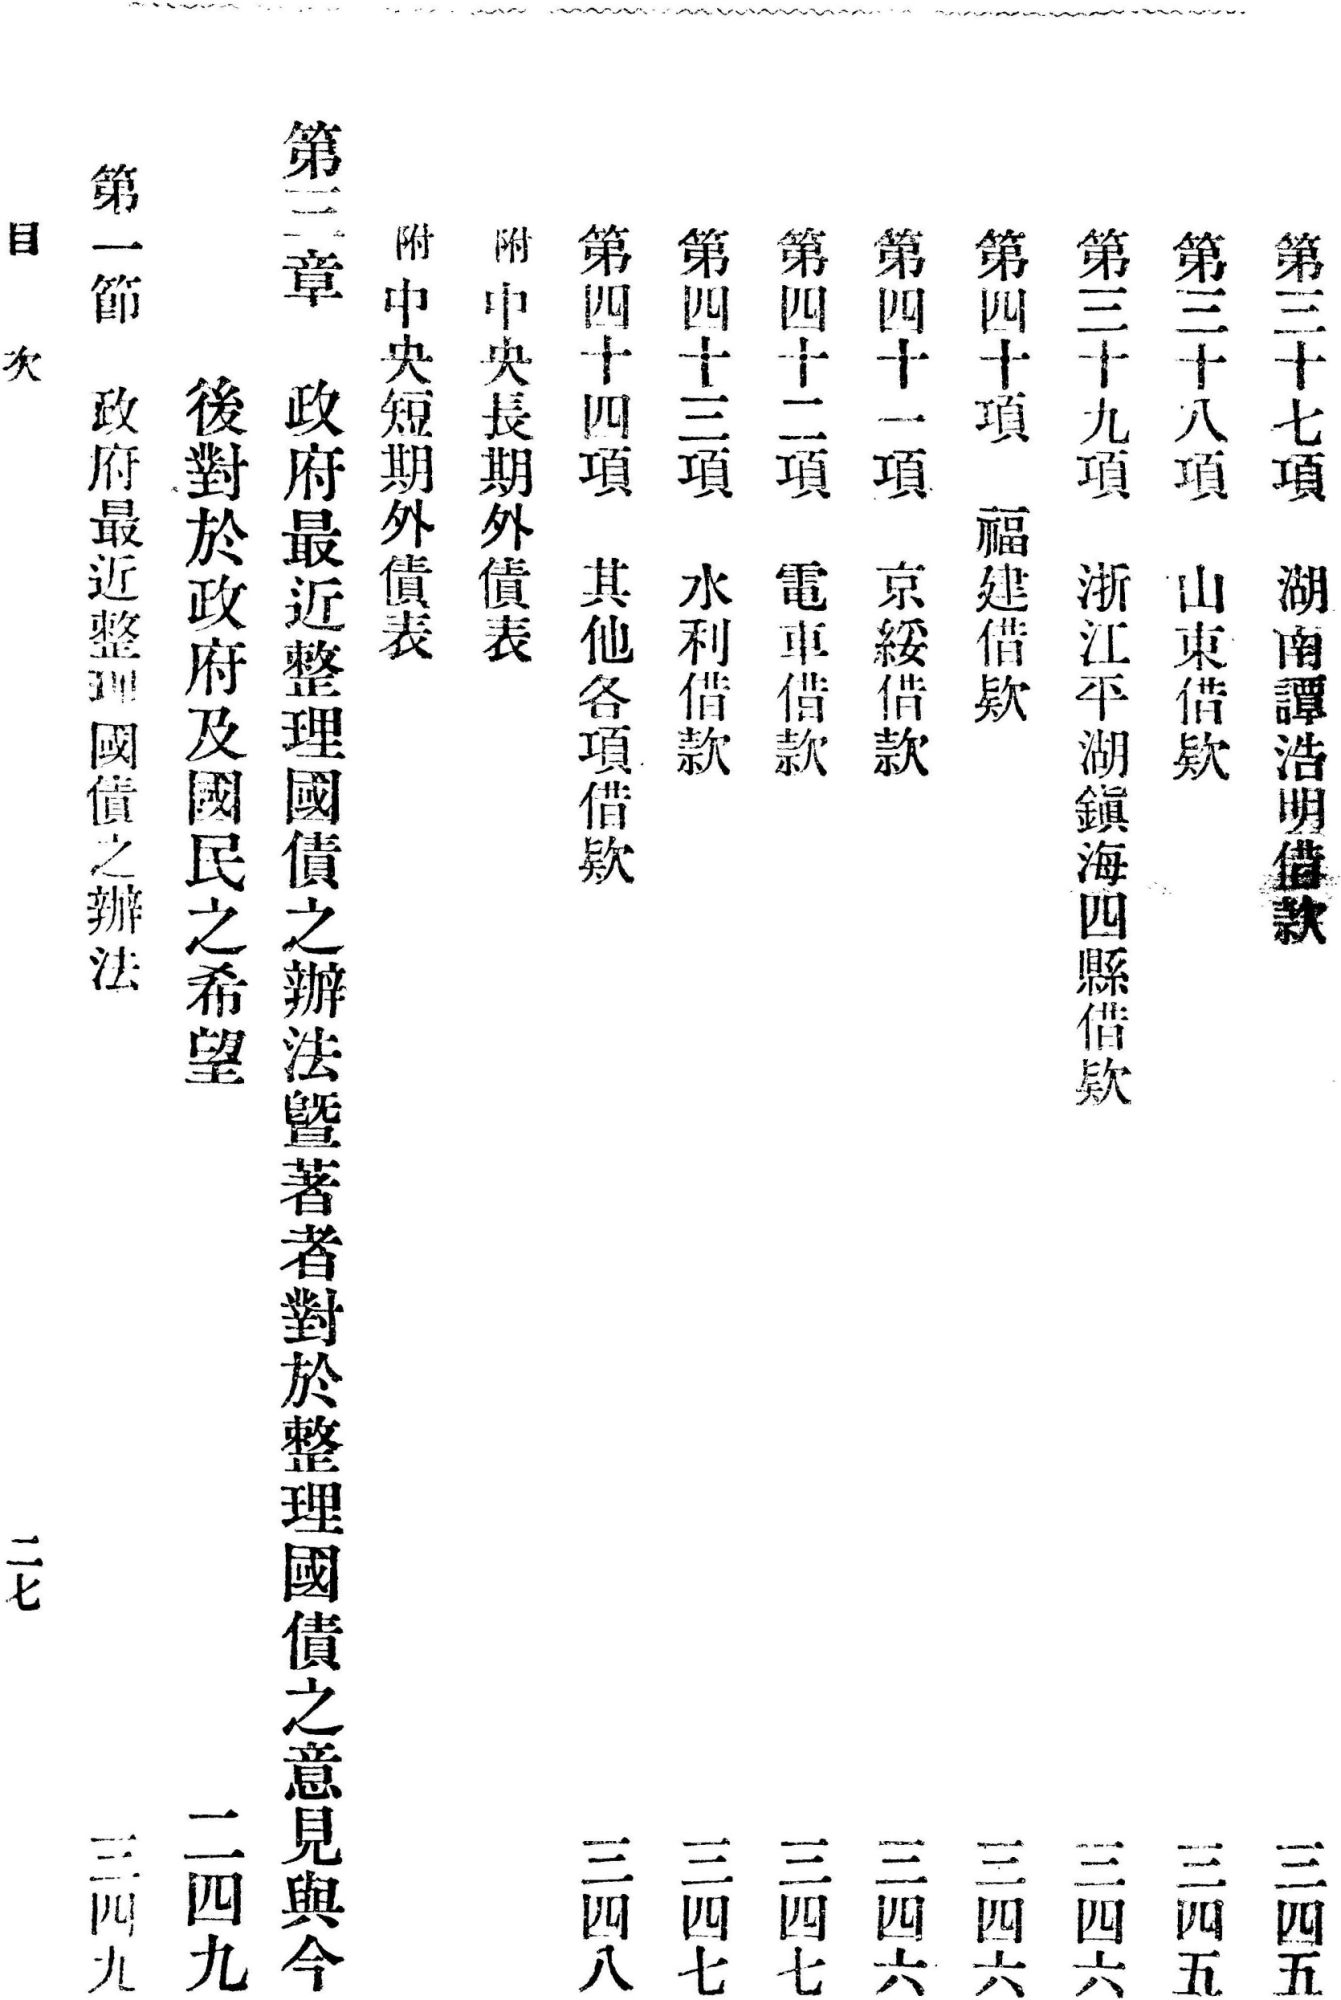 第三十七項　湖南譚浩明借款　三四五
第三十八項　山東借欵　三四五
第三十九項　浙江平湖鎭海四縣借欵　三四六
第四十項　福建借欵　三四六
第四十一項　京綏借款　三四六
第四十二項　電車借款　三四七
第四十三項　水利借款　三四七
第四十四項　其他各項借欵　三四八
附　中央長期外債表
附　中央短期外債表
第三章　政府最近整理國債之辦法曁著者對於整理國債之意見與今
後對於政府及國民之希望　二四九
第一節　政府最近整理國債之辦法　三四九
目次　二七